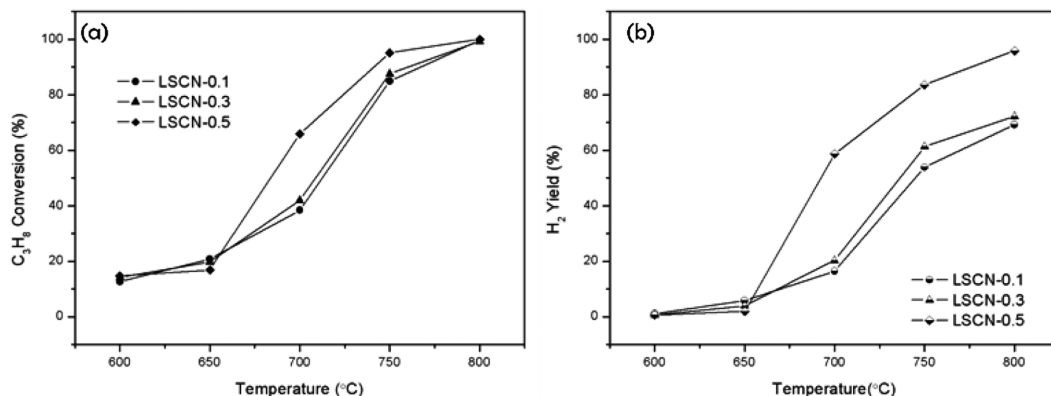 (a)
100
80
60
40
20
0
C3H8 Conversion (%)
LSCN-0.1
LSCN-0.3
LSCN-0.5
600 650 700 750 800
Temperature (°C)
(b)
100
80
60
40
20
0
H2 Yield (%)
LSCN-0.1
LSCN-0.3
LSCN-0.5
600 650 700 750 800
Temperature(°C)